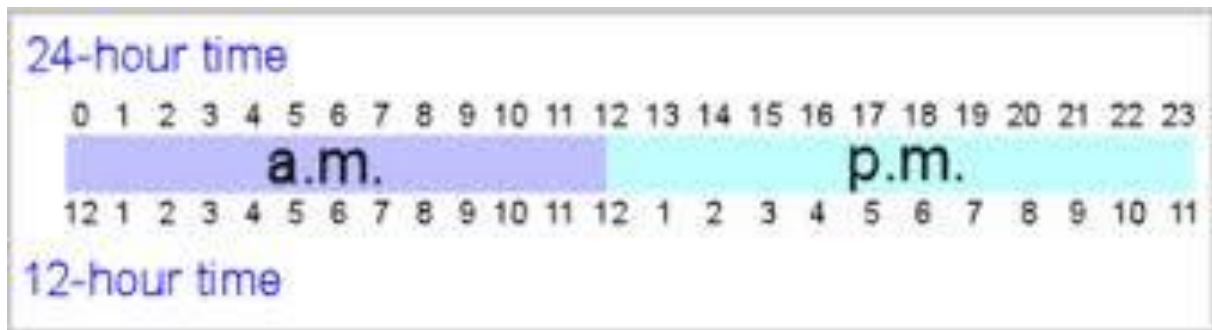 24-hour time
0 1 2 3 4 5 6 7 8 9 10 11 12 13 14 15 16 17 18 19 20 21 22 23
a.m. p.m.
12 1 2 3 4 5 6 7 8 9 10 11 12 1 2 3 4 5 6 7 8 9 10 11
12-hour time